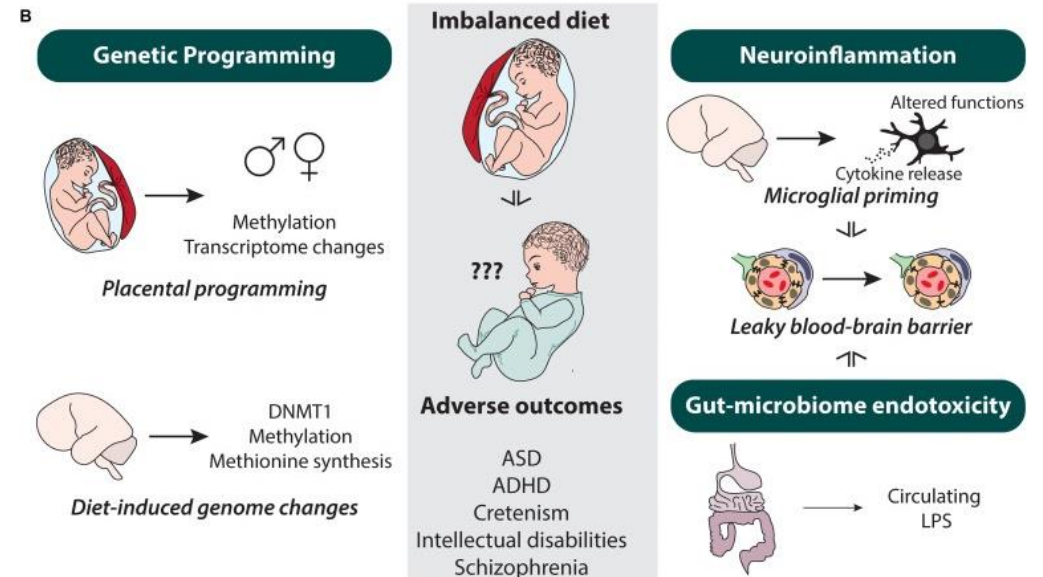 B
Genetic Programming
♂♀
Methylation
Transcriptome changes
Placental programming
DNMT1
Methylation
Methionine synthesis
Diet-induced genome changes
Imbalanced diet
???
Adverse outcomes
ASD
ADHD
Cretenism
Intellectual disabilities
Schizophrenia
Neuroinflammation
Altered functions
Cytokine release
Microglial priming
Leaky blood-brain barrier
Gut-microbiome endotoxicity
Circulating
LPS